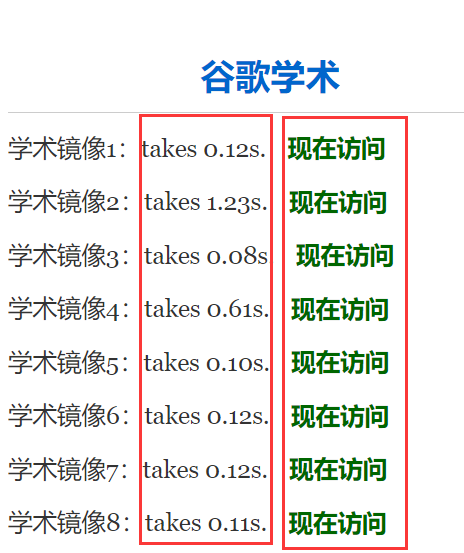 谷歌学术
学术镜像1：takes 0.12s. 现在访问
学术镜像2：takes 1.23s. 现在访问
学术镜像3：takes 0.08s 现在访问
学术镜像4：takes 0.61s. 现在访问
学术镜像5：takes 0.10s. 现在访问
学术镜像6：takes 0.12s. 现在访问
学术镜像7：takes 0.12s. 现在访问
学术镜像8：takes 0.11s. 现在访问